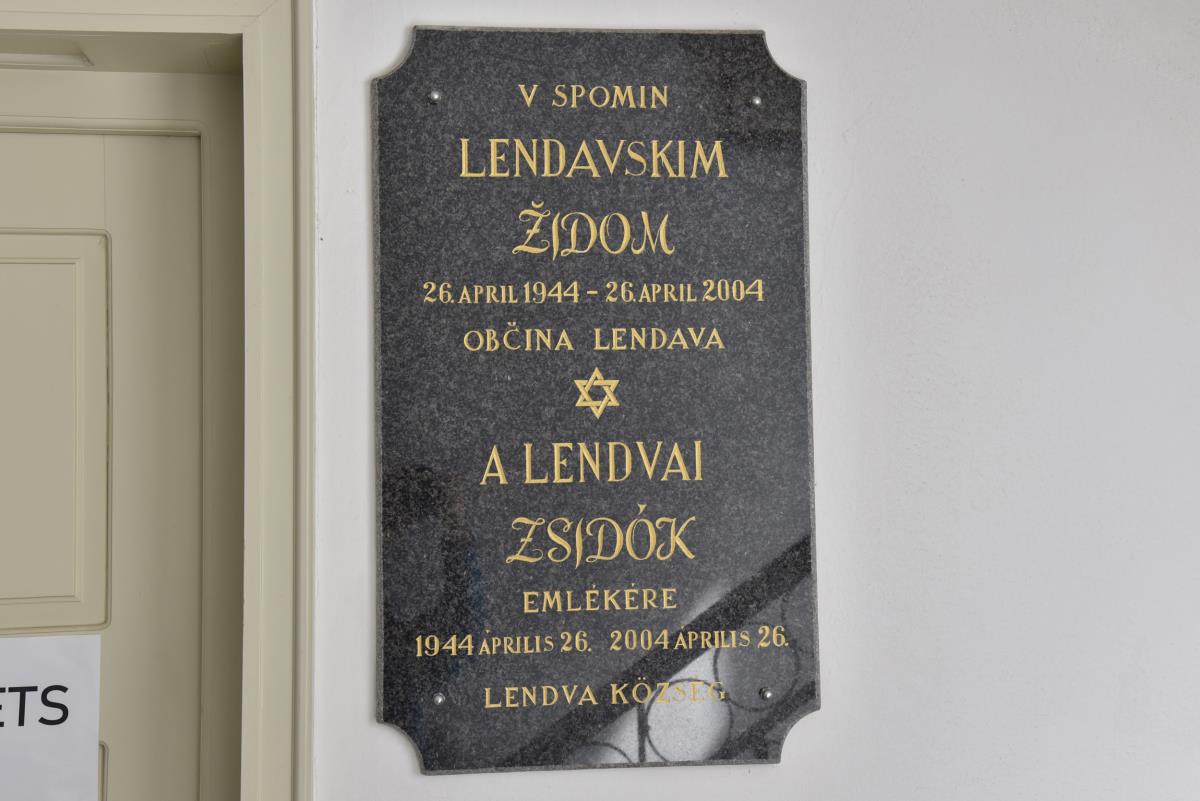 V SPOMIN
LENDAVSKIM
ŽIDOM
26. APRIL 1944 - 26. APRIL 2004
OBČINA LENDAVA
A LENDVAI
ZSIDÓK
EMLÉKÉRE
1944 ÁPRILIS 26. 2004 ÁPRILIS 26.
LENDVA KÖZSÉG
ETS